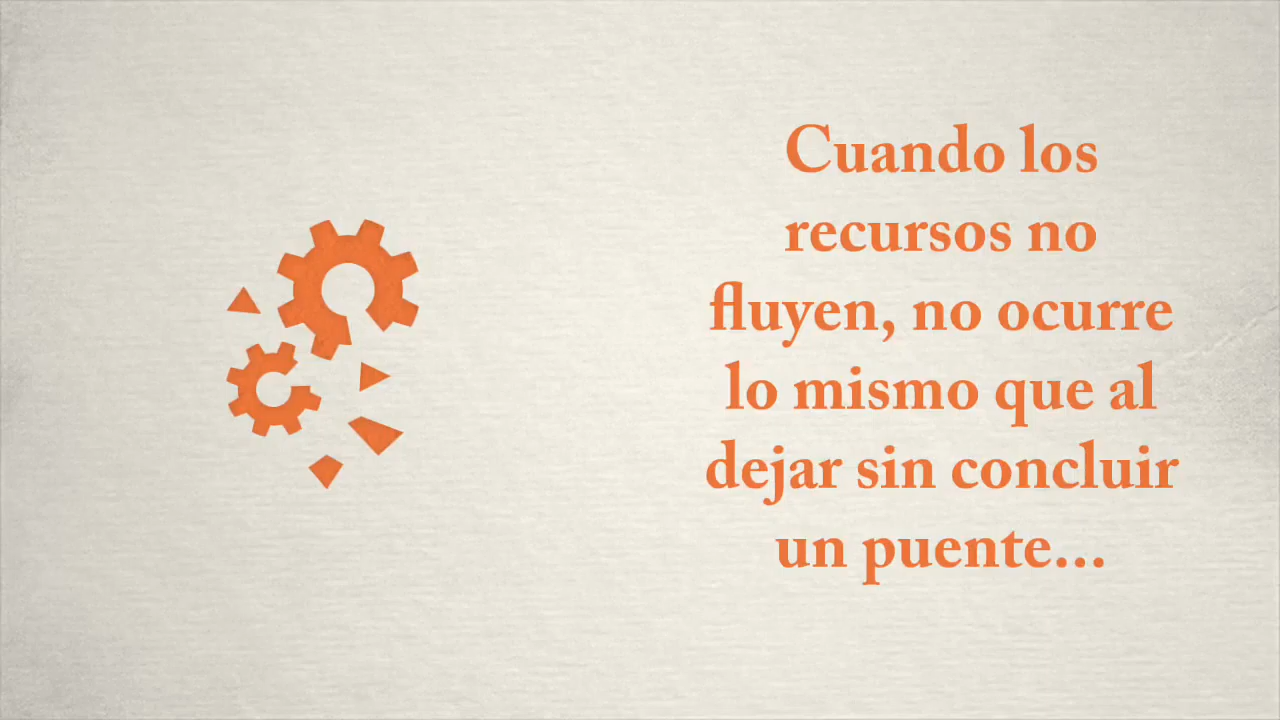 Cuando los
recursos no
fluyen, no ocurre
lo mismo que al
dejar sin concluir
un puente...